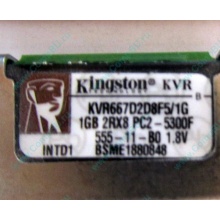 Kingston KVR
KVR667D2D8F5/1G
1GB 2RX8 PC2-5300F
555-11-B0 1.8V
INTD1 BSME1880848